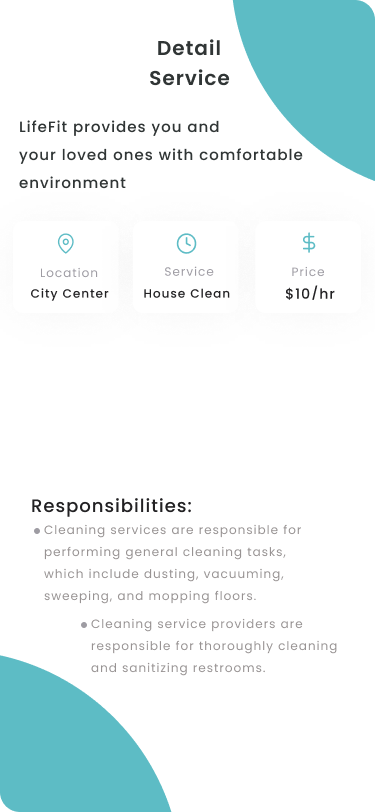 Detail
Service
LifeFit provides you and
your loved ones with comfortable
environment
Location
City Center
Service
House Clean
Price
$10/hr
Responsibilities:
Cleaning services are responsible for
performing general cleaning tasks,
which include dusting, vacuuming,
sweeping, and mopping floors.
Cleaning service providers are
responsible for thoroughly cleaning
and sanitizing restrooms.